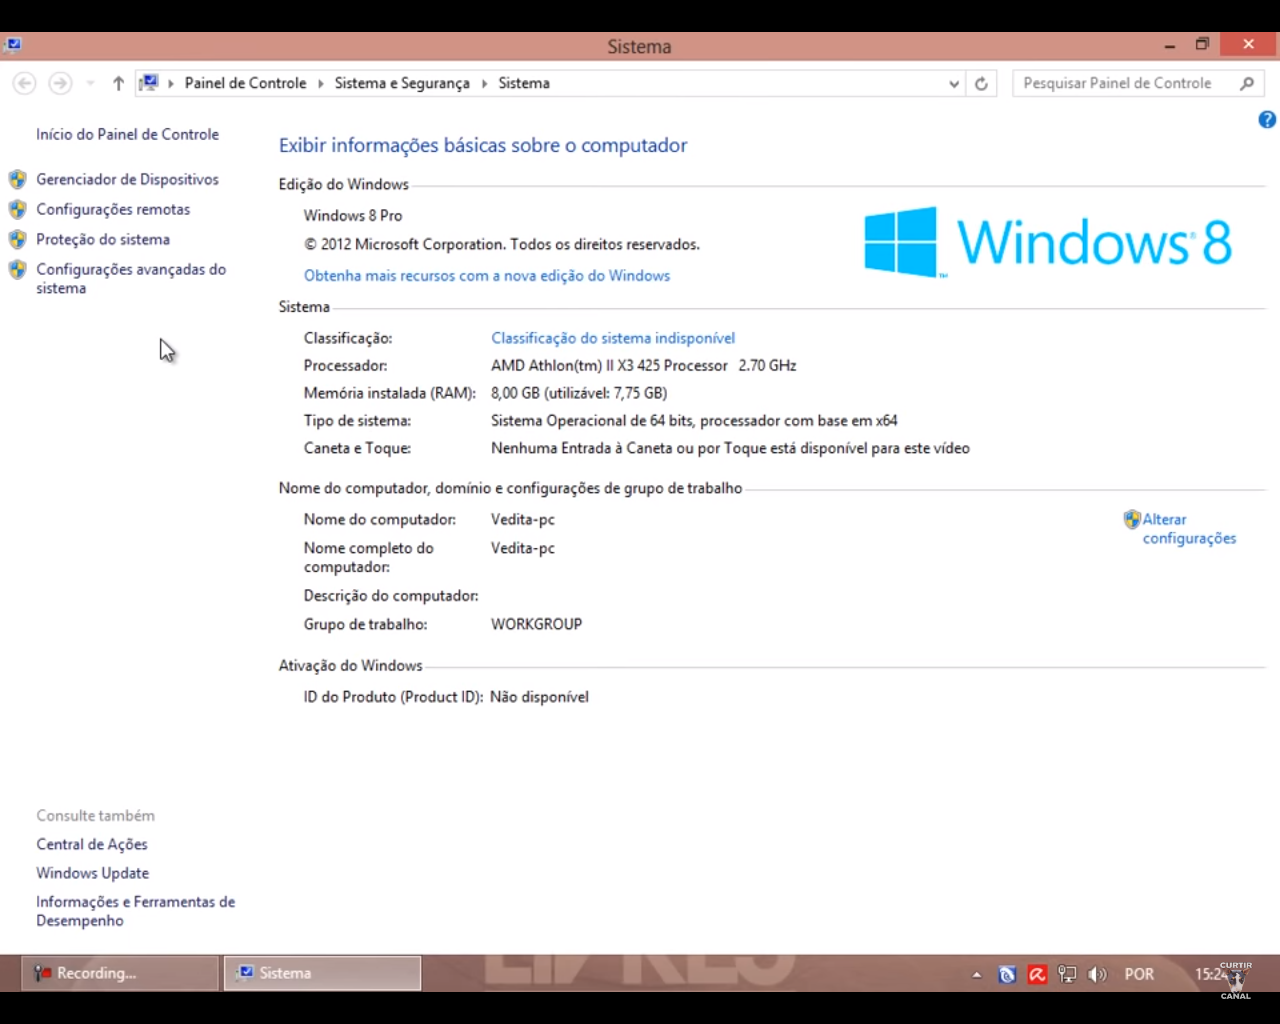 Sistema
Painel de Controle
Sistema e Segurança
Sistema
Pesquisar Painel de Controle
Início do Painel de Controle
Gerenciador de Dispositivos
Configurações remotas
Proteção do sistema
Configurações avançadas do
sistema
Exibir informações básicas sobre o computador
Edição do Windows
Windows 8 Pro
© 2012 Microsoft Corporation. Todos os direitos reservados.
Obtenha mais recursos com a nova edição do Windows
Windows® 8
Sistema
Classificação: Classificação do sistema indisponível
Processador: AMD Athlon(tm) II X3 425 Processor 2.70 GHz
Memória instalada (RAM): 8,00 GB (utilizável: 7,75 GB)
Tipo de sistema: Sistema Operacional de 64 bits, processador com base em x64
Caneta e Toque: Nenhuma Entrada à Caneta ou por Toque está disponível para este vídeo
Nome do computador, domínio e configurações de grupo de trabalho
Nome do computador: Vedita-pc
Alterar
configurações
Nome completo do
computador: Vedita-pc
Descrição do computador:
Grupo de trabalho: WORKGROUP
Ativação do Windows
ID do Produto (Product ID): Não disponível
Consulte também
Central de Ações
Windows Update
Informações e Ferramentas de
Desempenho
Recording...
Sistema
POR
15:24
CURTIR
CANAL